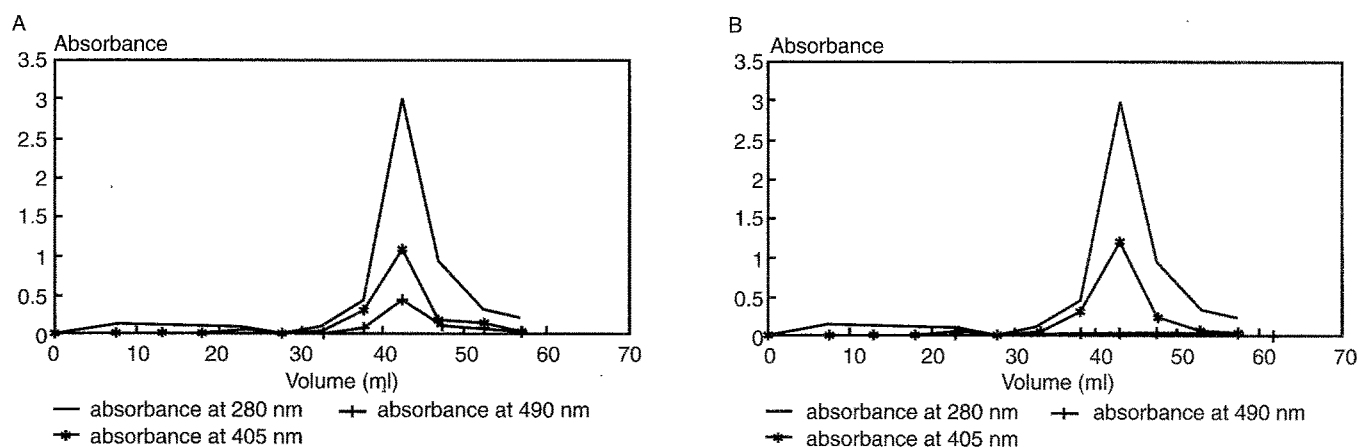 A
Absorbance
3.5
3
2.5
2
1.5
1
0.5
0
0 10 20 30 40 50 60 70
Volume (ml)
absorbance at 280 nm
absorbance at 490 nm
absorbance at 405 nm
B
Absorbance
3.5
3
2.5
2
1.5
1
0.5
0
0 10 20 30 40 50 60 70
Volume (ml)
absorbance at 280 nm
absorbance at 490 nm
absorbance at 405 nm